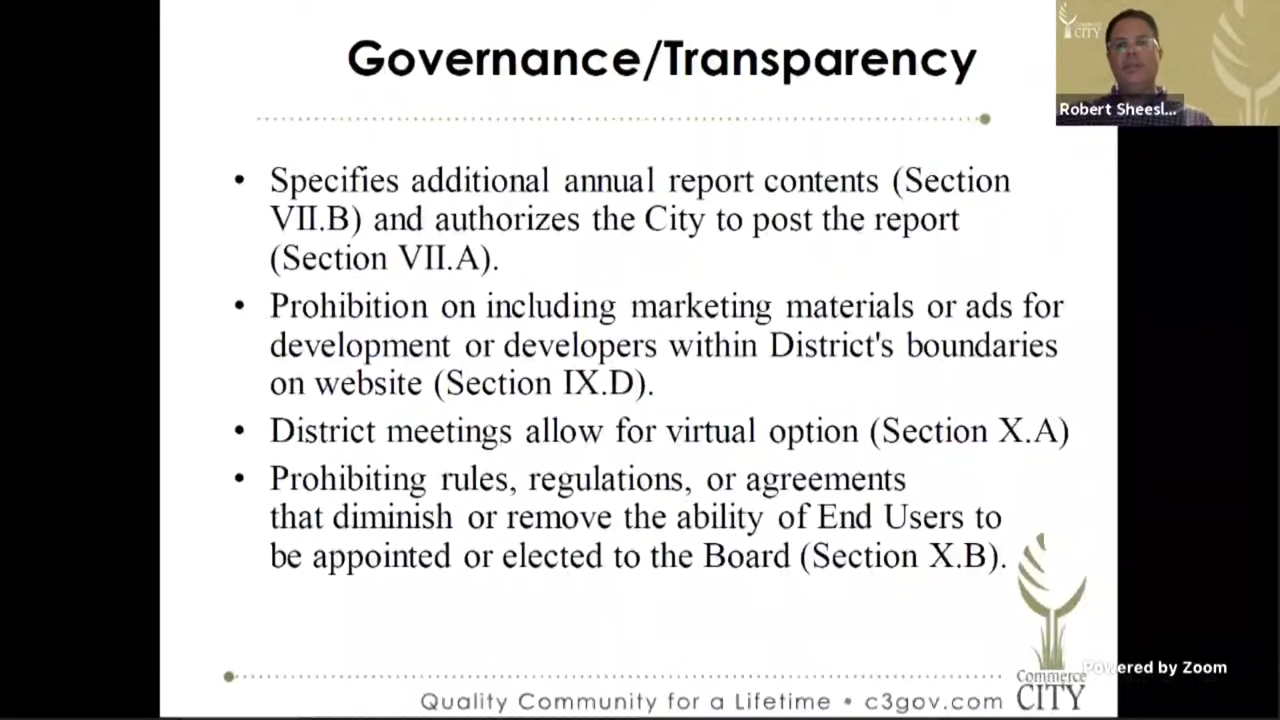 Governance/Transparency
CITY
Robert Sheesl...
• Specifies additional annual report contents (Section
VII.B) and authorizes the City to post the report
(Section VII.A).
• Prohibition on including marketing materials or ads for
development or developers within District's boundaries
on website (Section IX.D).
• District meetings allow for virtual option (Section X.A)
• Prohibiting rules, regulations, or agreements
that diminish or remove the ability of End Users to
be appointed or elected to the Board (Section X.B).
Powered by Zoom
Commerce
CITY
Quality Community for a Lifetime • c3gov.com